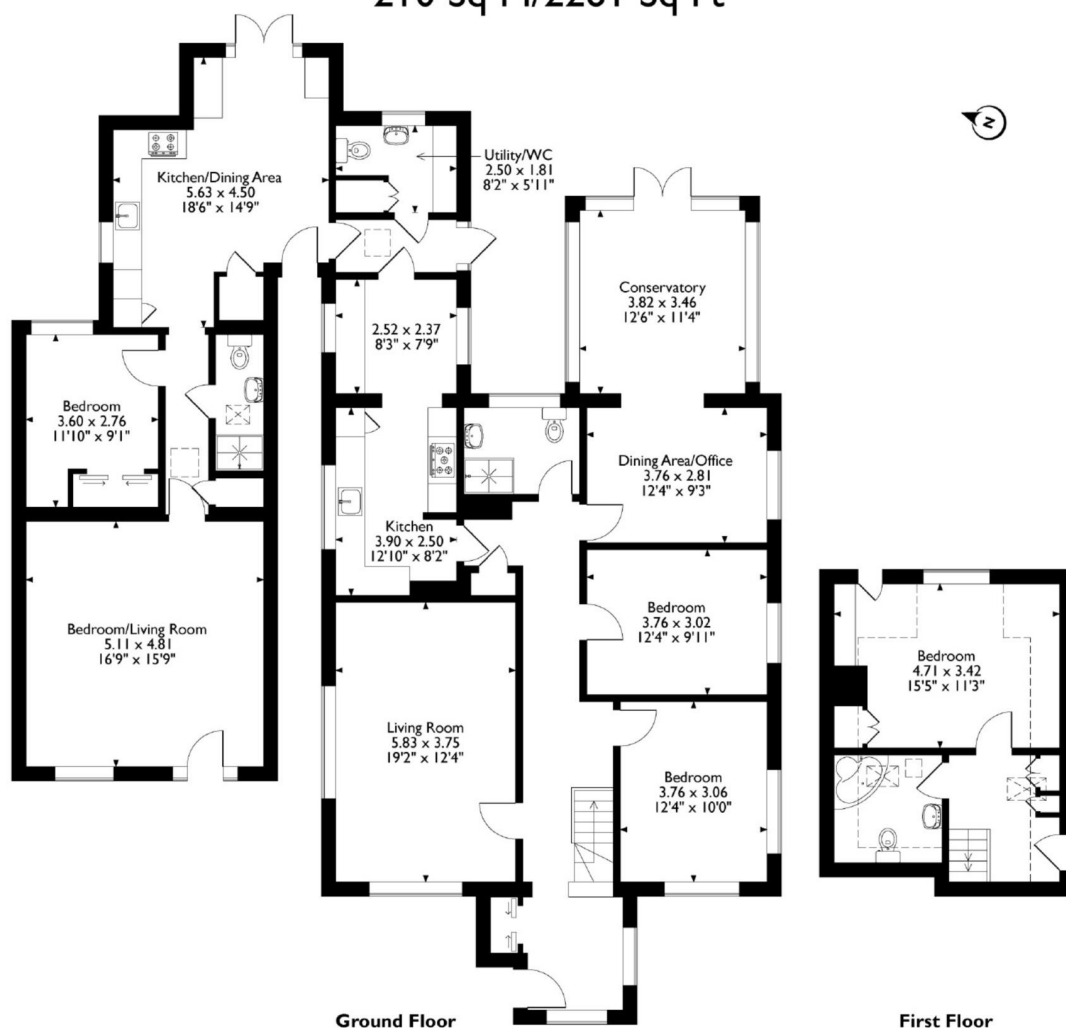 210 Sq M/2261 Sq Ft
N
Kitchen/Dining Area
5.63 x 4.50
18'6" x 14'9"
Utility/WC
2.50 x 1.81
8'2" x 5'11"
Conservatory
3.82 x 3.46
12'6" x 11'4"
2.52 x 2.37
8'3" x 7'9"
Bedroom
3.60 x 2.76
11'10" x 9'1"
Dining Area/Office
3.76 x 2.81
12'4" x 9'3"
Kitchen
3.90 x 2.50
12'10" x 8'2"
Bedroom
3.76 x 3.02
12'4" x 9'11"
Bedroom/Living Room
5.11 x 4.81
16'9" x 15'9"
Bedroom
4.71 x 3.42
15'5" x 11'3"
Living Room
5.83 x 3.75
19'2" x 12'4"
Bedroom
3.76 x 3.06
12'4" x 10'0"
Ground Floor
First Floor